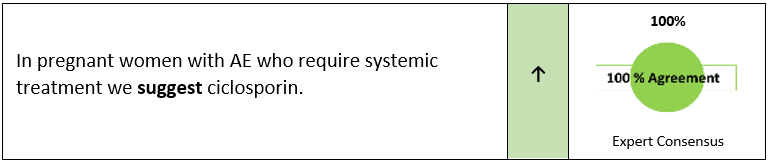 In pregnant women with AE who require systemic
treatment we suggest ciclosporin.
↑
100%
100 % Agreement
Expert Consensus